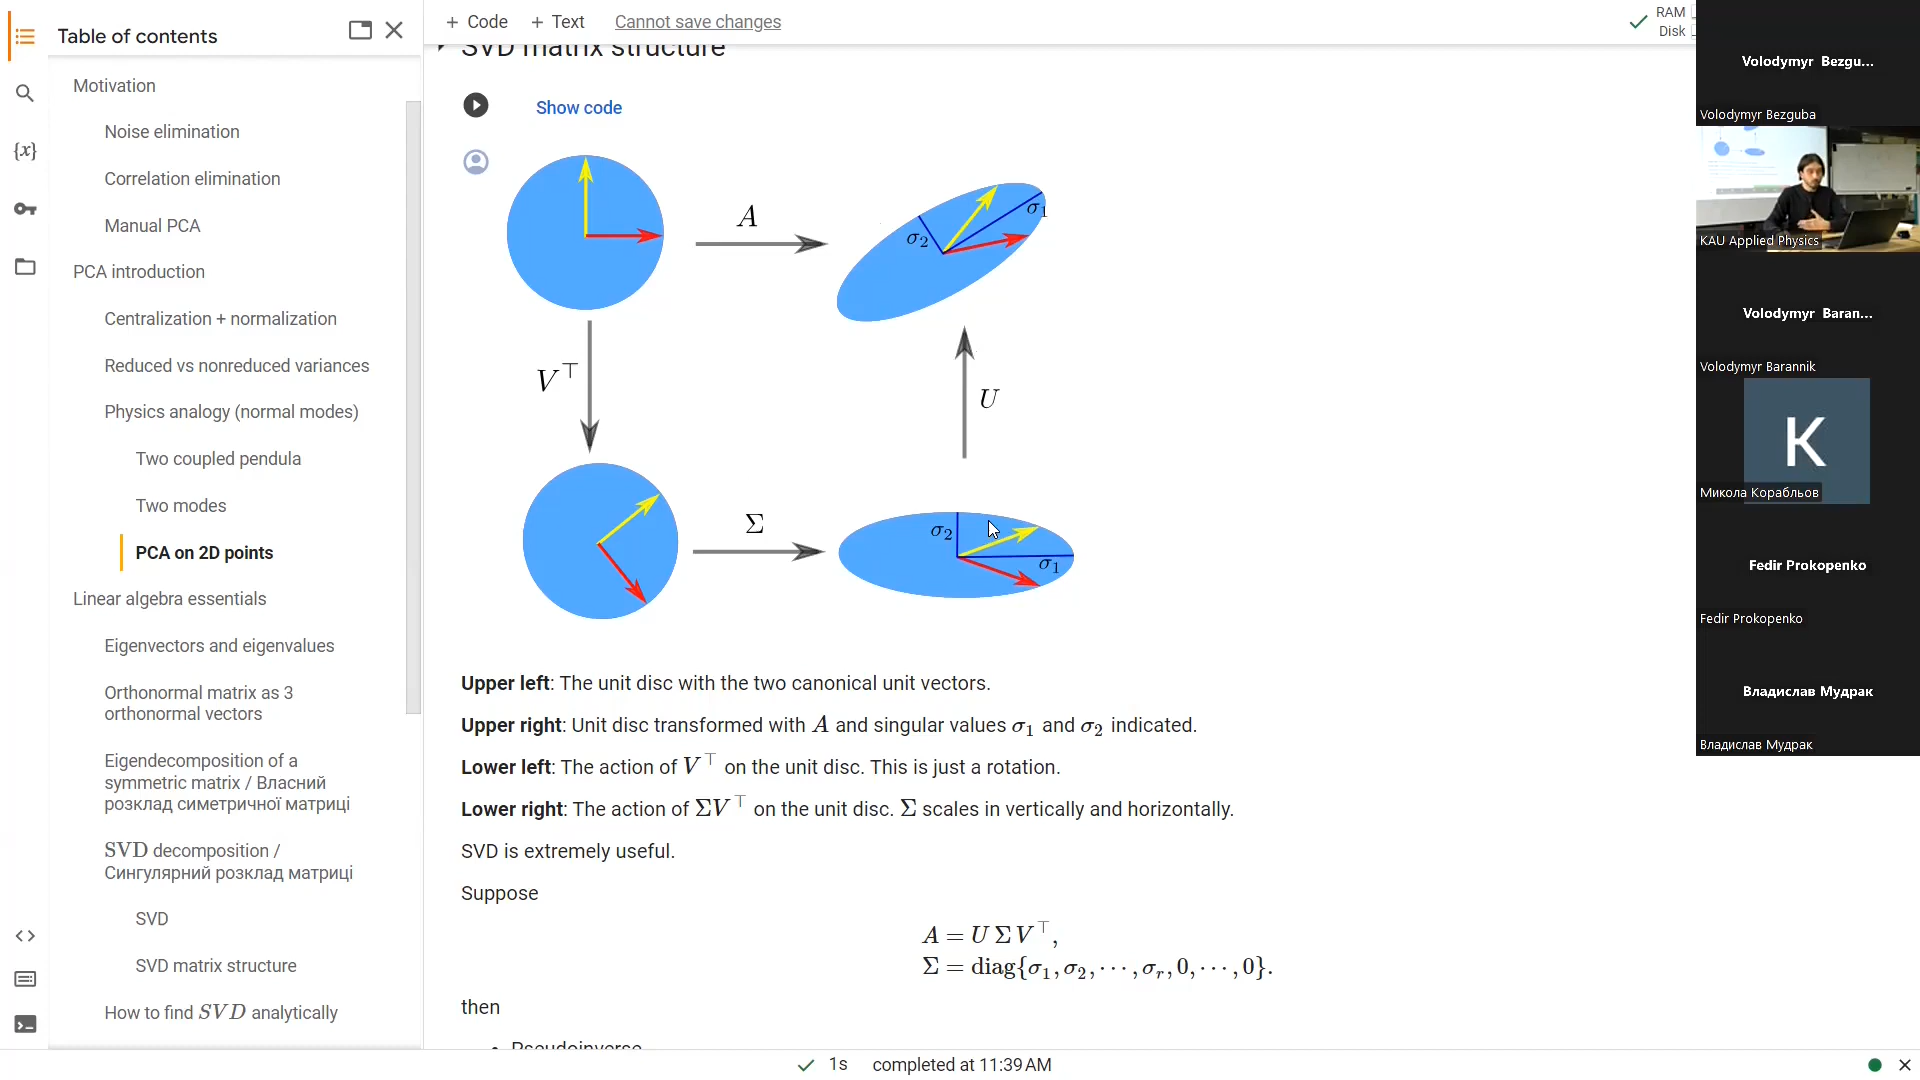 Table of contents
Motivation
Noise elimination
Correlation elimination
Manual PCA
PCA introduction
Centralization + normalization
Reduced vs nonreduced variances
Physics analogy (normal modes)
Two coupled pendula
Two modes
PCA on 2D points
Linear algebra essentials
Eigenvectors and eigenvalues
Orthonormal matrix as 3
orthonormal vectors
Eigendecomposition of a
symmetric matrix / Власний
розклад симетричної матриці
SVD decomposition /
Сингулярний розклад матриці
SVD
SVD matrix structure
How to find SVD analytically
{x}
+ Code + Text Cannot save changes
RAM
Disk
SVD matrix structure
Show code
A
σ₁
σ₂
V⊤
U
Σ
σ₂
σ₁
Upper left: The unit disc with the two canonical unit vectors.
Upper right: Unit disc transformed with A and singular values σ₁ and σ₂ indicated.
Lower left: The action of V⊤ on the unit disc. This is just a rotation.
Lower right: The action of ΣV⊤ on the unit disc. Σ scales in vertically and horizontally.
SVD is extremely useful.
Suppose
A = U Σ V⊤,
Σ = diag{σ₁, σ₂, ⋯, σᵣ, 0, ⋯, 0}.
then
• Pseudoinverse
1s completed at 11:39 AM
Volodymyr Bezgu...
Volodymyr Bezguba
KAU Applied Physics
Volodymyr Baran...
Volodymyr Barannik
K
Микола Корабльов
Fedir Prokopenko
Fedir Prokopenko
Владислав Мудрак
Владислав Мудрак